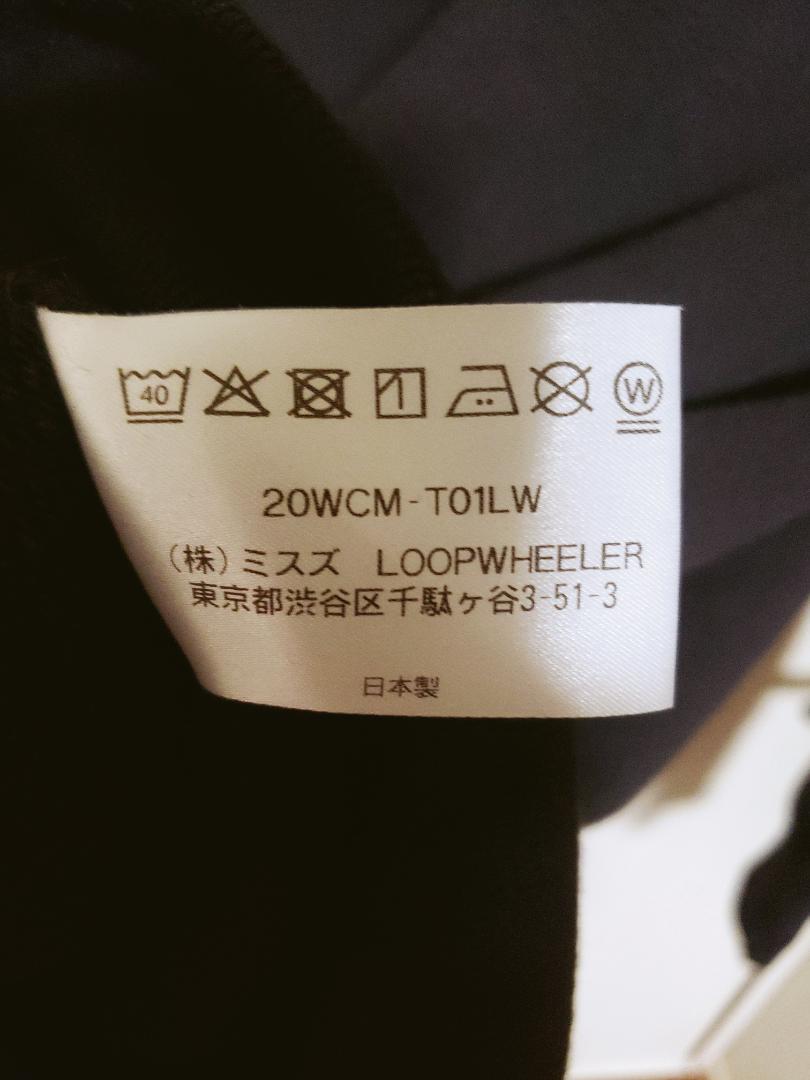 40 W
20WCM-T01LW
(株)ミスズ LOOPWHEELER
東京都渋谷区千駄ヶ谷3-51-3
日本製